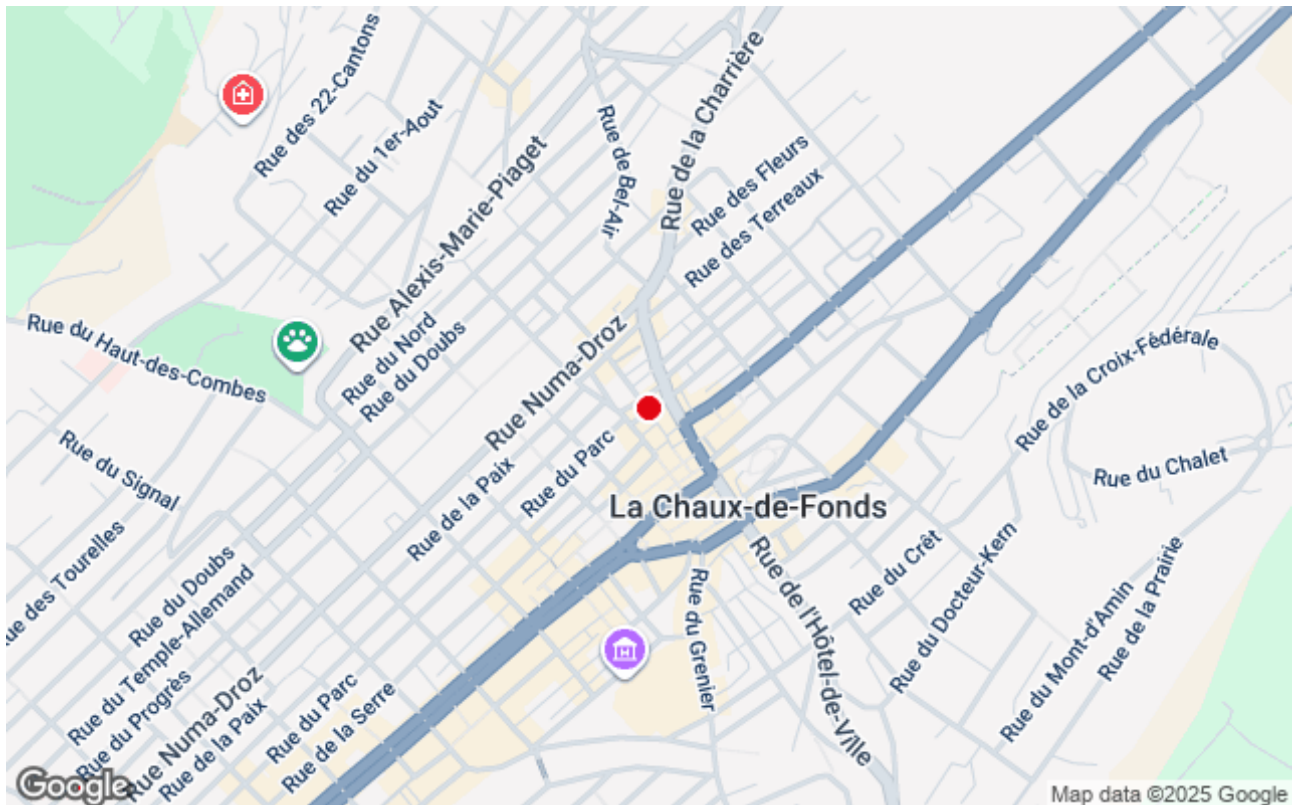 Rue des 22-Cantons
Rue du 1er-Aout
Rue Alexis-Marie-Piaget
Rue de Bel-Air
Rue de la Charrière
Rue des Fleurs
Rue des Terreaux
Rue du Haut-des-Combes
Rue du Nord
Rue du Doubs
Rue Numa-Droz
Rue de la Croix-Fédérale
Rue du Signal
Rue de la Paix
Rue du Parc
Rue du Chalet
La Chaux-de-Fonds
Rue des Tourelles
Rue du Doubs
Rue du Temple-Allemand
Rue du Progrès
Rue Numa-Droz
Rue de la Paix
Rue du Parc
Rue de la Serre
Rue du Grenier
Rue de l'Hôtel-de-Ville
Rue du Crêt
Rue du Docteur-Kern
Rue du Mont-d'Amin
Rue de la Prairie
Google
Map data ©2025 Google